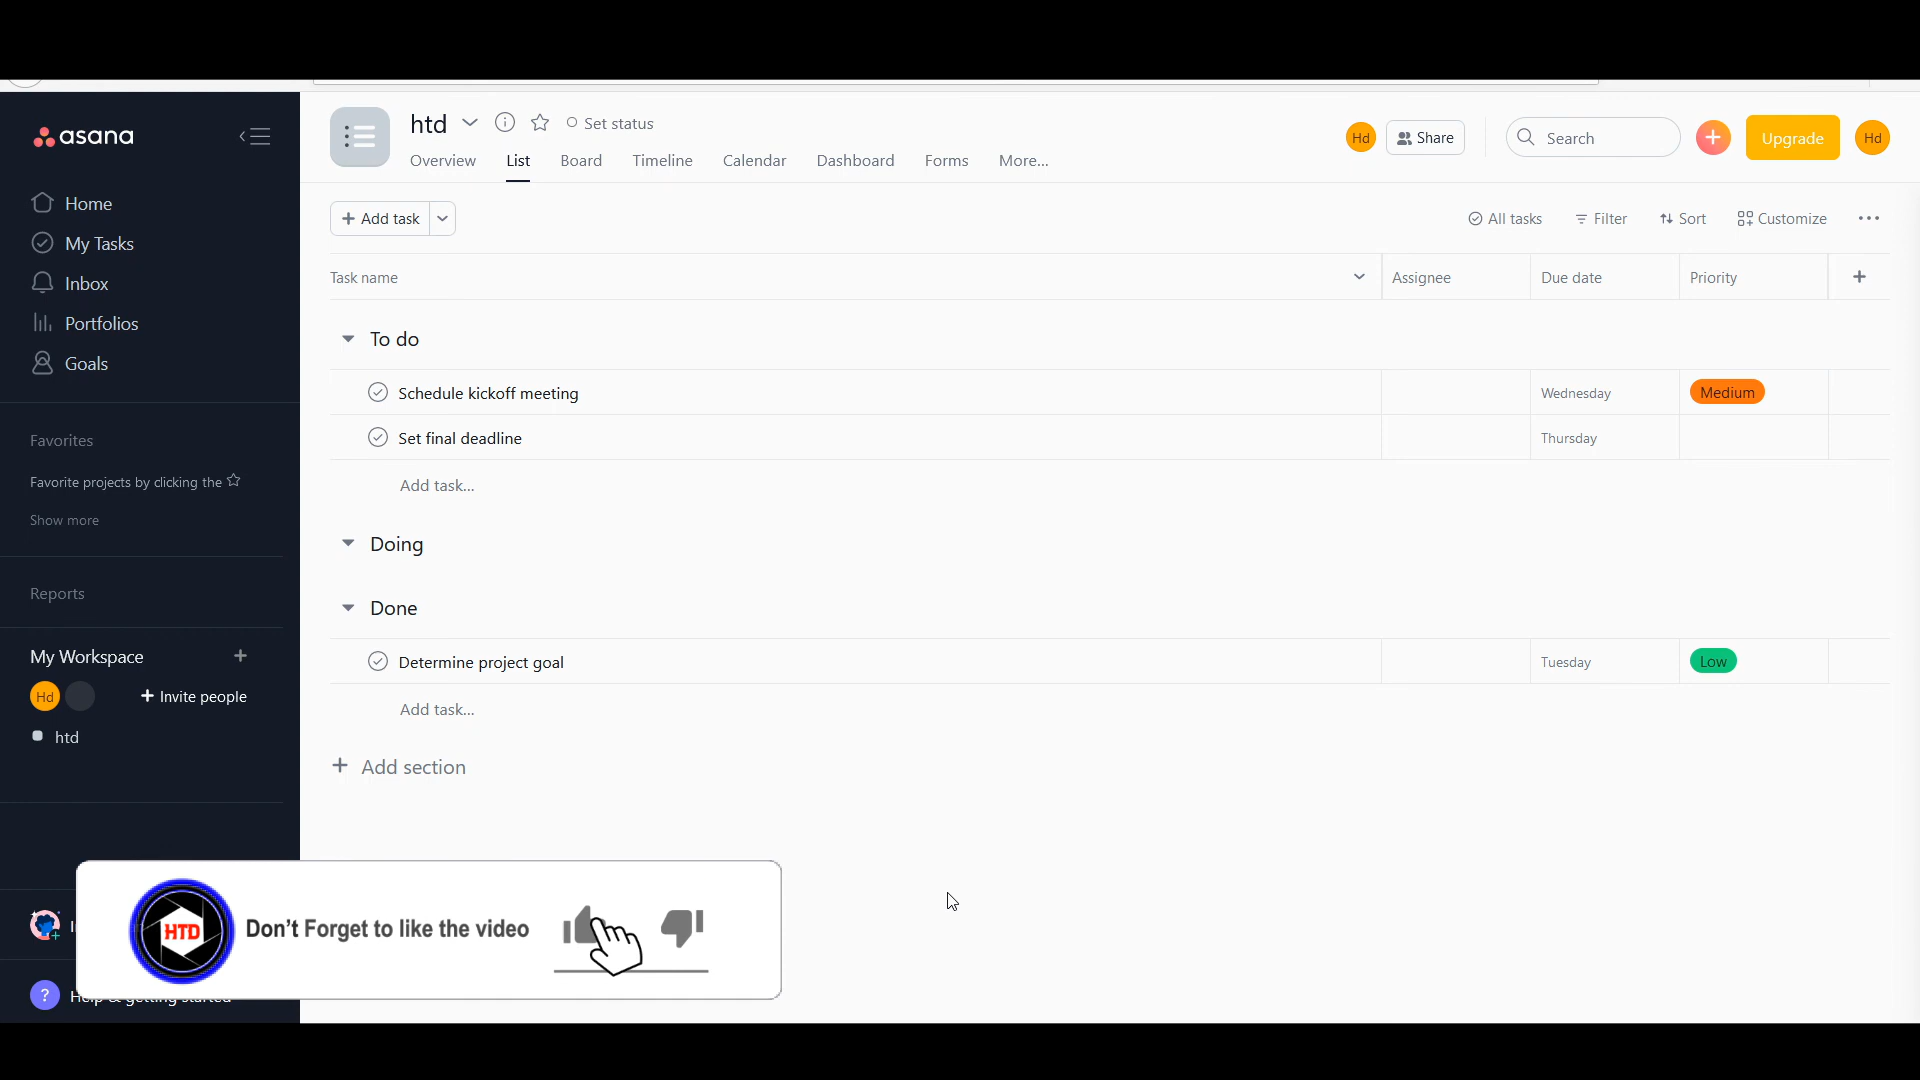 asana
Home
My Tasks
Inbox
Portfolios
Goals
Favorites
Favorite projects by clicking the
Show more
Reports
My Workspace
+
Hd
+ Invite people
htd
?
htd
Set status
Overview
List
Board
Timeline
Calendar
Dashboard
Forms
More...
Hd
Share
Search
+
Upgrade
Hd
+ Add task
All tasks
Filter
Sort
Customize
Task name
Assignee
Due date
Priority
+
To do
Schedule kickoff meeting
Wednesday
Medium
Set final deadline
Thursday
Add task...
Doing
Done
Determine project goal
Tuesday
Low
Add task...
+ Add section
HTD
Don't Forget to like the video
Help & getting started